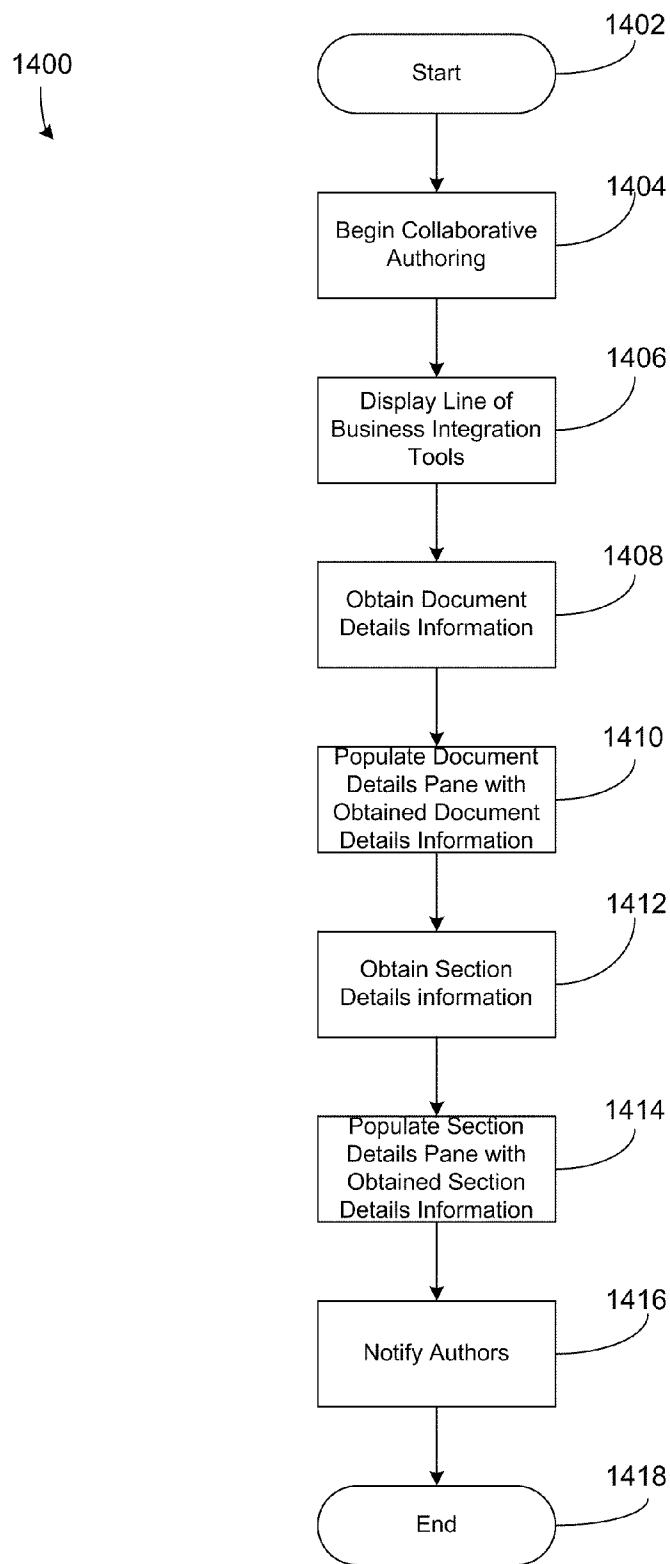 1400
1402
Start
1404
Begin Collaborative
Authoring
1406
Display Line of
Business Integration
Tools
1408
Obtain Document
Details Information
1410
Populate Document
Details Pane with
Obtained Document
Details Information
1412
Obtain Section
Details information
1414
Populate Section
Details Pane with
Obtained Section
Details Information
1416
Notify Authors
1418
End